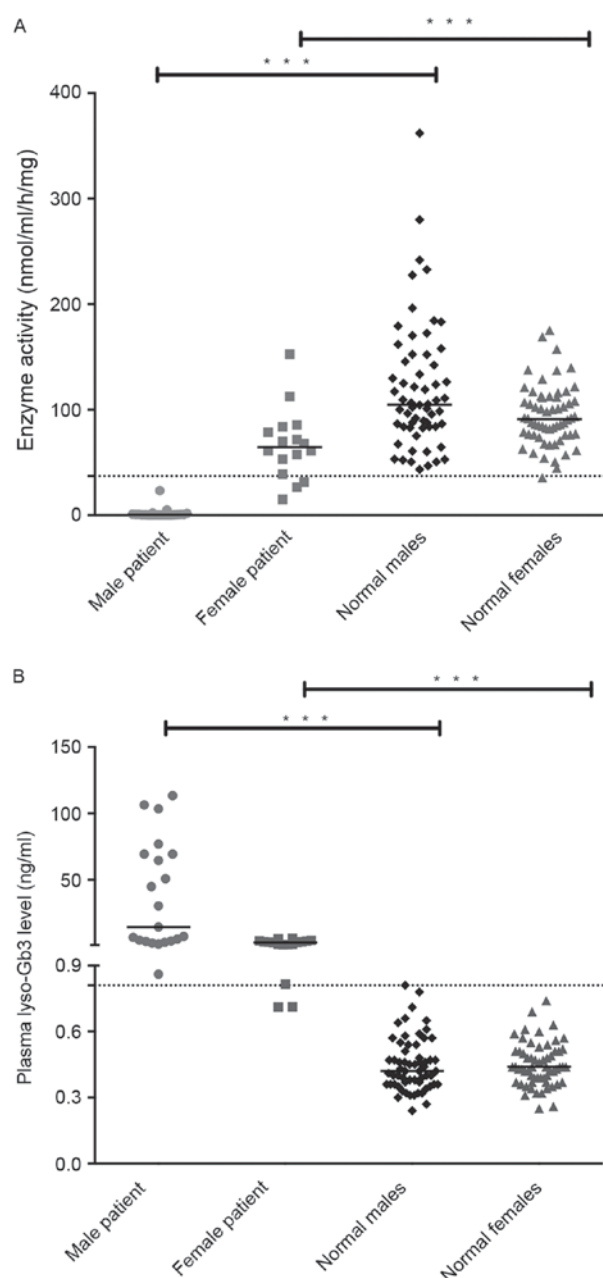 A
* * *
* * *
Enzyme activity (nmol/ml/h/mg)
400
300
200
100
0
Male patient
Female patient
Normal males
Normal females
B
* * *
* * *
Plasma lyso-Gb3 level (ng/ml)
150
100
50
0.9
0.6
0.3
0.0
Male patient
Female patient
Normal males
Normal females